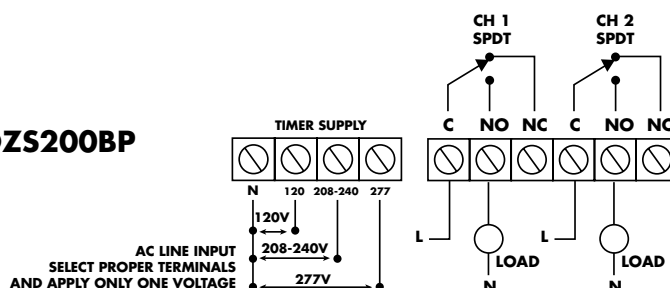 CH 1
SPDT
CH 2
SPDT
ZS200BP
TIMER SUPPLY
C NO NC C NO NC
N 120 208-240 277
120V
208-240V
277V
AC LINE INPUT
SELECT PROPER TERMINALS
AND APPLY ONLY ONE VOLTAGE
L
LOAD
N
L
LOAD
N